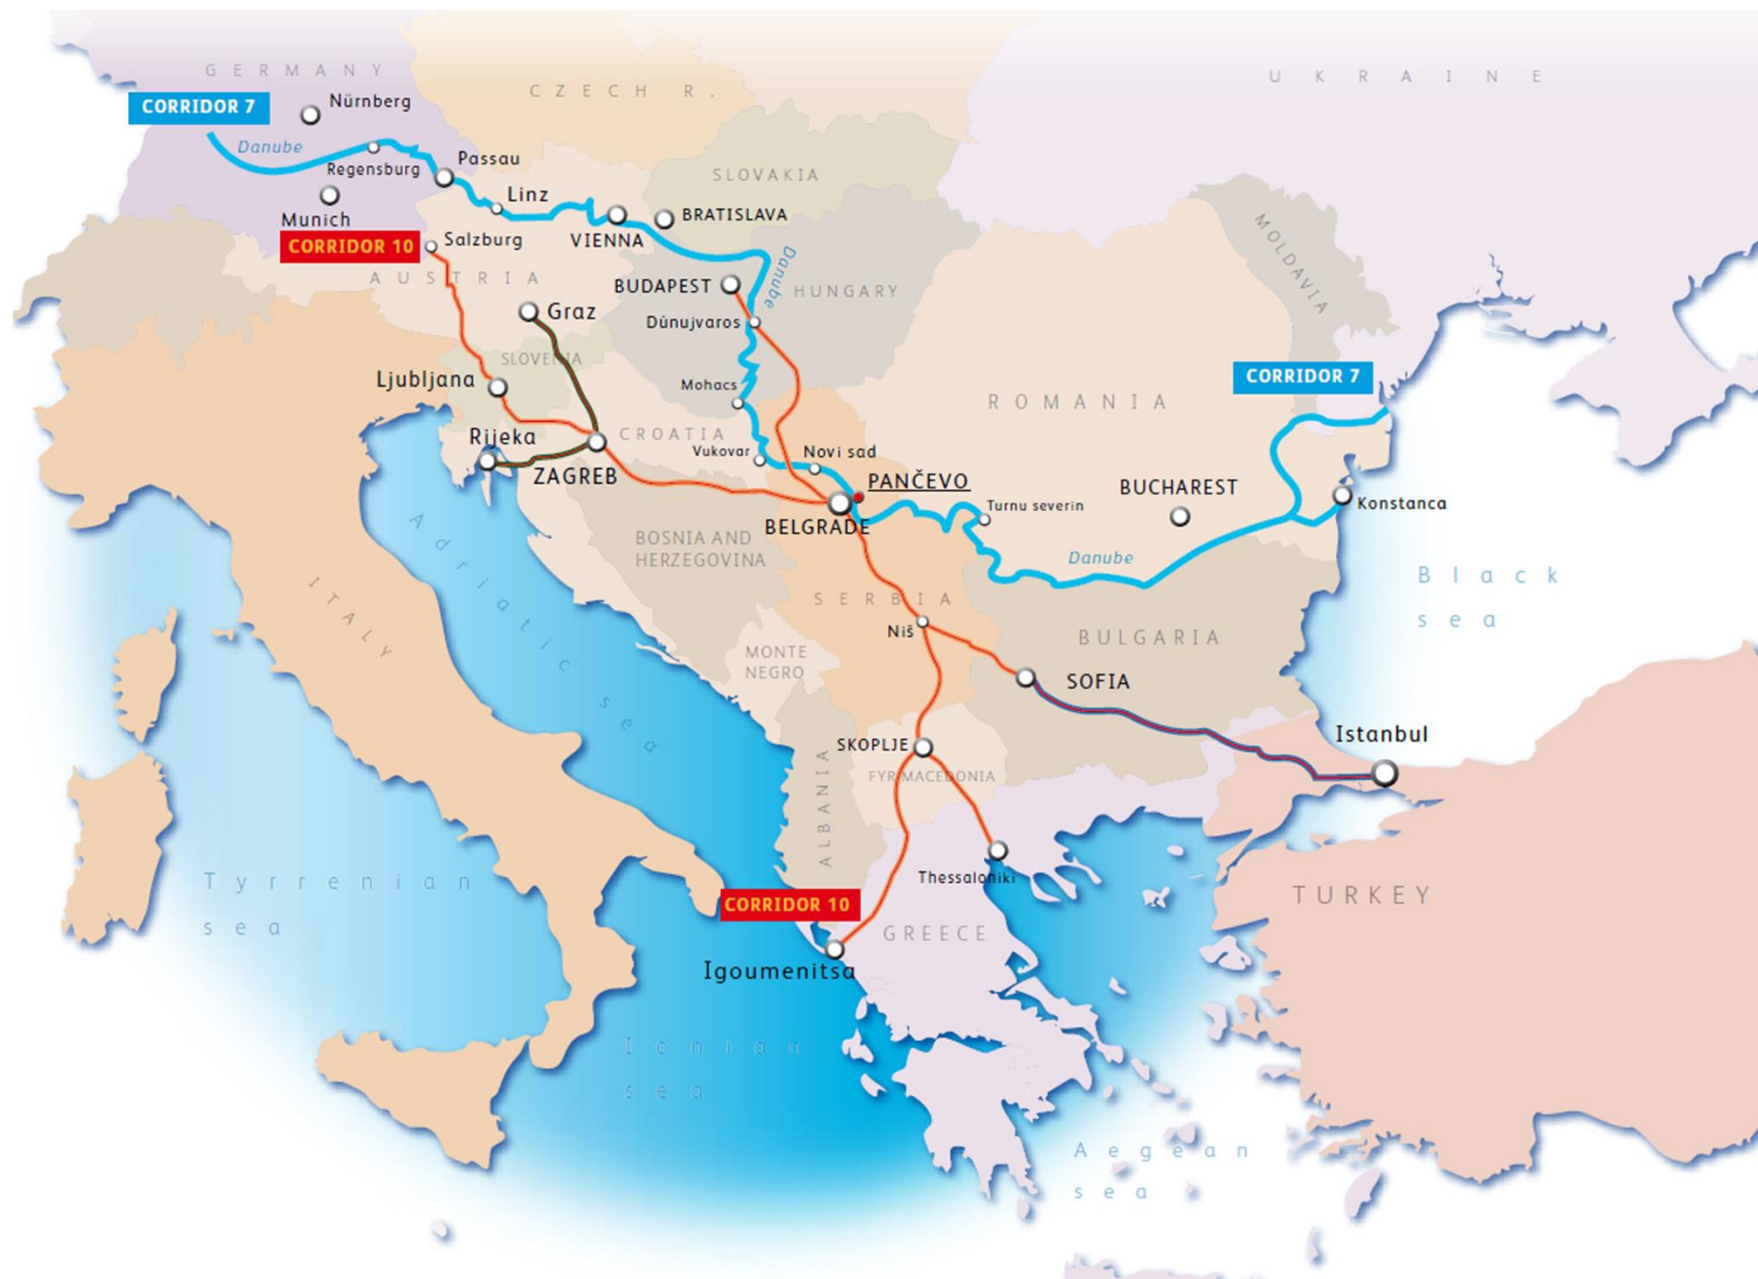 GERMANY
CZECH R.
UKRAINE
CORRIDOR 7
Nürnberg
Danube
Regensburg
Passau
SLOVAKIA
Linz
Munich
BRATISLAVA
VIENNA
MOLDAVIA
CORRIDOR 10
Salzburg
AUSTRIA
Danube
BUDAPEST
HUNGARY
Graz
Dûnujvaros
SLOVENIA
Ljubljana
Mohacs
CORRIDOR 7
ROMANIA
Rijeka
CROATIA
Vukovar
Novi sad
ZAGREB
PANČEVO
BUCHAREST
Turnu severin
Konstanca
BELGRADE
BOSNIA AND
HERZEGOVINA
Danube
Adriatic sea
Black
sea
ITALY
SERBIA
Niš
BULGARIA
MONTE
NEGRO
SOFIA
Istanbul
SKOPLJE
FYR MACEDONIA
ALBANIA
Thessaloniki
Tyrrenian
sea
TURKEY
CORRIDOR 10
GREECE
Igoumenitsa
Ionian
sea
Aegean
sea